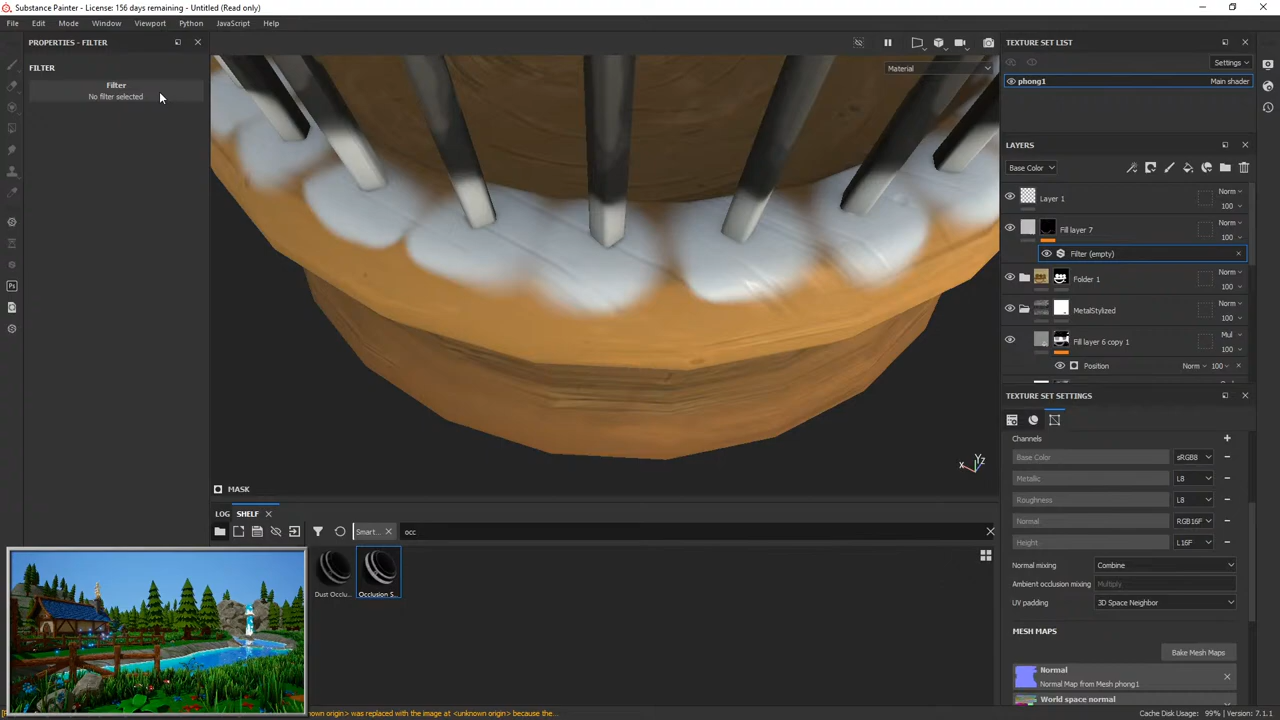 Substance Painter - License: 156 days remaining - Untitled (Read only)
File Edit Mode Window Viewport Python JavaScript Help
PROPERTIES - FILTER
FILTER
Filter
No filter selected
Material
MASK
LOG SHELF
Smart... occ
Dust Occlu... Occlusion S...
TEXTURE SET LIST
Settings
phong1 Main shader
LAYERS
Base Color
Layer 1 Norm 100
Fill layer 7 Norm 100
Filter (empty)
Folder 1 Norm 100
MetalStylized Norm 100
Fill layer 6 copy 1 Mul 100
Position Norm 100
TEXTURE SET SETTINGS
Channels
Base Color sRGB8
Metallic L8
Roughness L8
Normal RGB16F
Height L16F
Normal mixing Combine
Ambient occlusion mixing Multiply
UV padding 3D Space Neighbor
MESH MAPS
Bake Mesh Maps
Normal
Normal Map from Mesh phong1
World space normal
known origin> was replaced with the image at <unknown origin> because the...
Cache Disk Usage: 99% | Version: 7.1.1